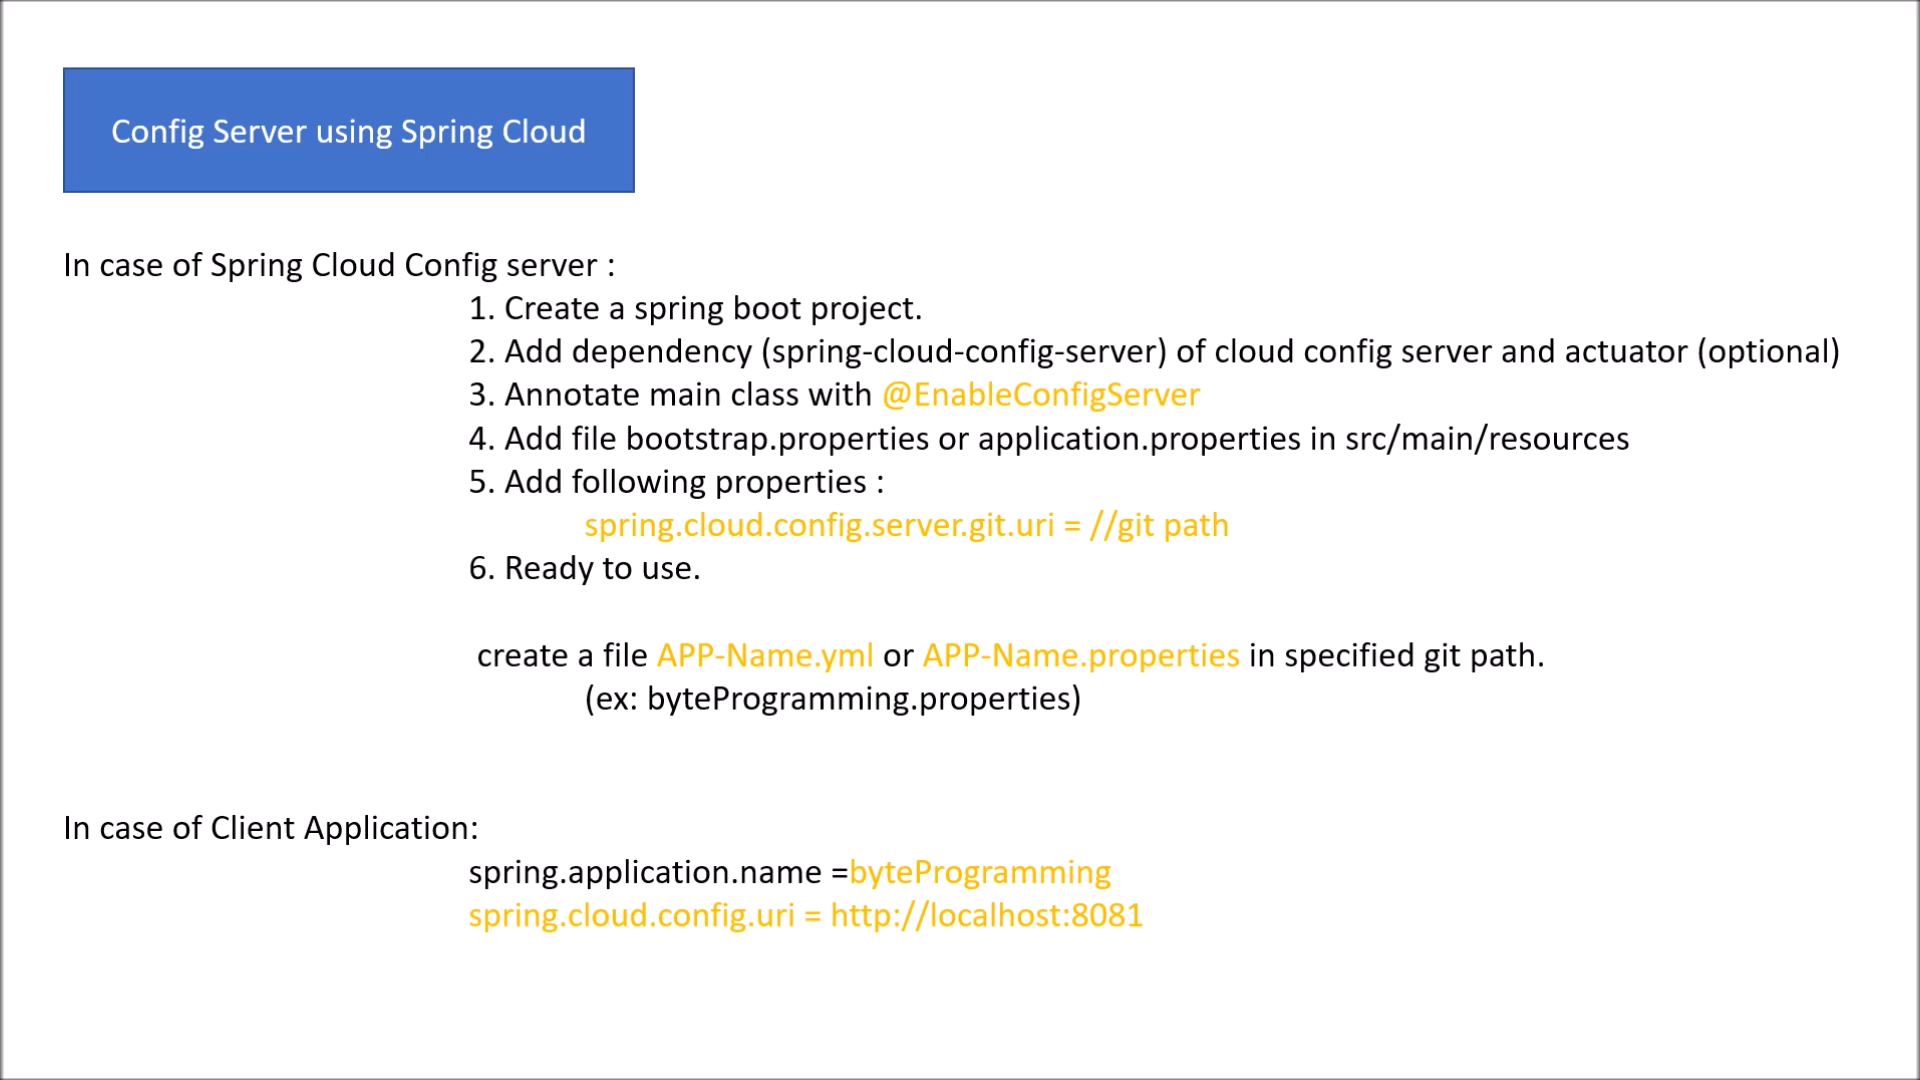 Config Server using Spring Cloud
In case of Spring Cloud Config server :
1. Create a spring boot project.
2. Add dependency (spring-cloud-config-server) of cloud config server and actuator (optional)
3. Annotate main class with @EnableConfigServer
4. Add file bootstrap.properties or application.properties in src/main/resources
5. Add following properties :
spring.cloud.config.server.git.uri = //git path
6. Ready to use.
create a file APP-Name.yml or APP-Name.properties in specified git path.
(ex: byteProgramming.properties)
In case of Client Application:
spring.application.name =byteProgramming
spring.cloud.config.uri = http://localhost:8081